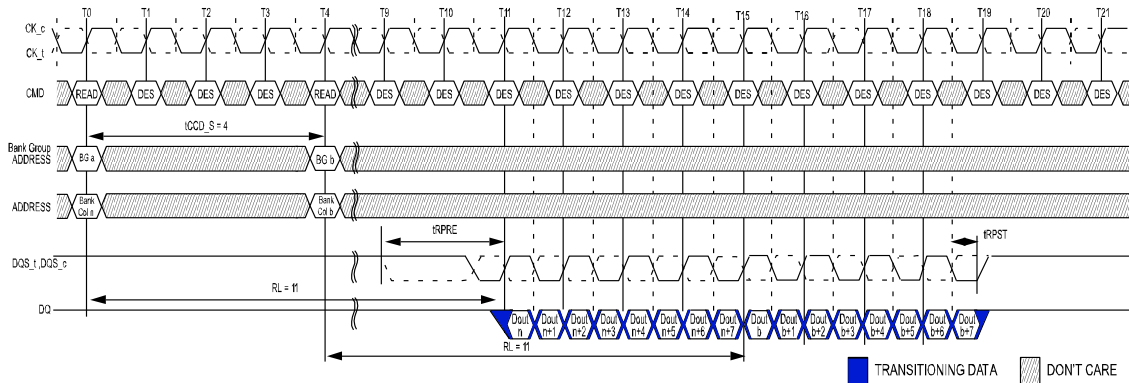 T0 T1 T2 T3 T4 T9 T10 T11 T12 T13 T14 T15 T16 T17 T18 T19 T20 T21
CK_c
CK_t
CMD READ DES DES DES READ DES DES DES DES DES DES DES DES DES DES DES DES DES
tCCD_S = 4
Bank Group
ADDRESS BG a BG b
ADDRESS Bank Col n Bank Col b
tRPRE tRPST
DQS_t ,DQS_c
RL = 11
DQ Dout n Dout n+1 Dout n+2 Dout n+3 Dout n+4 Dout n+5 Dout n+6 Dout n+7 Dout b Dout b+1 Dout b+2 Dout b+3 Dout b+4 Dout b+5 Dout b+6 Dout b+7
RL = 11
TRANSITIONING DATA DON'T CARE